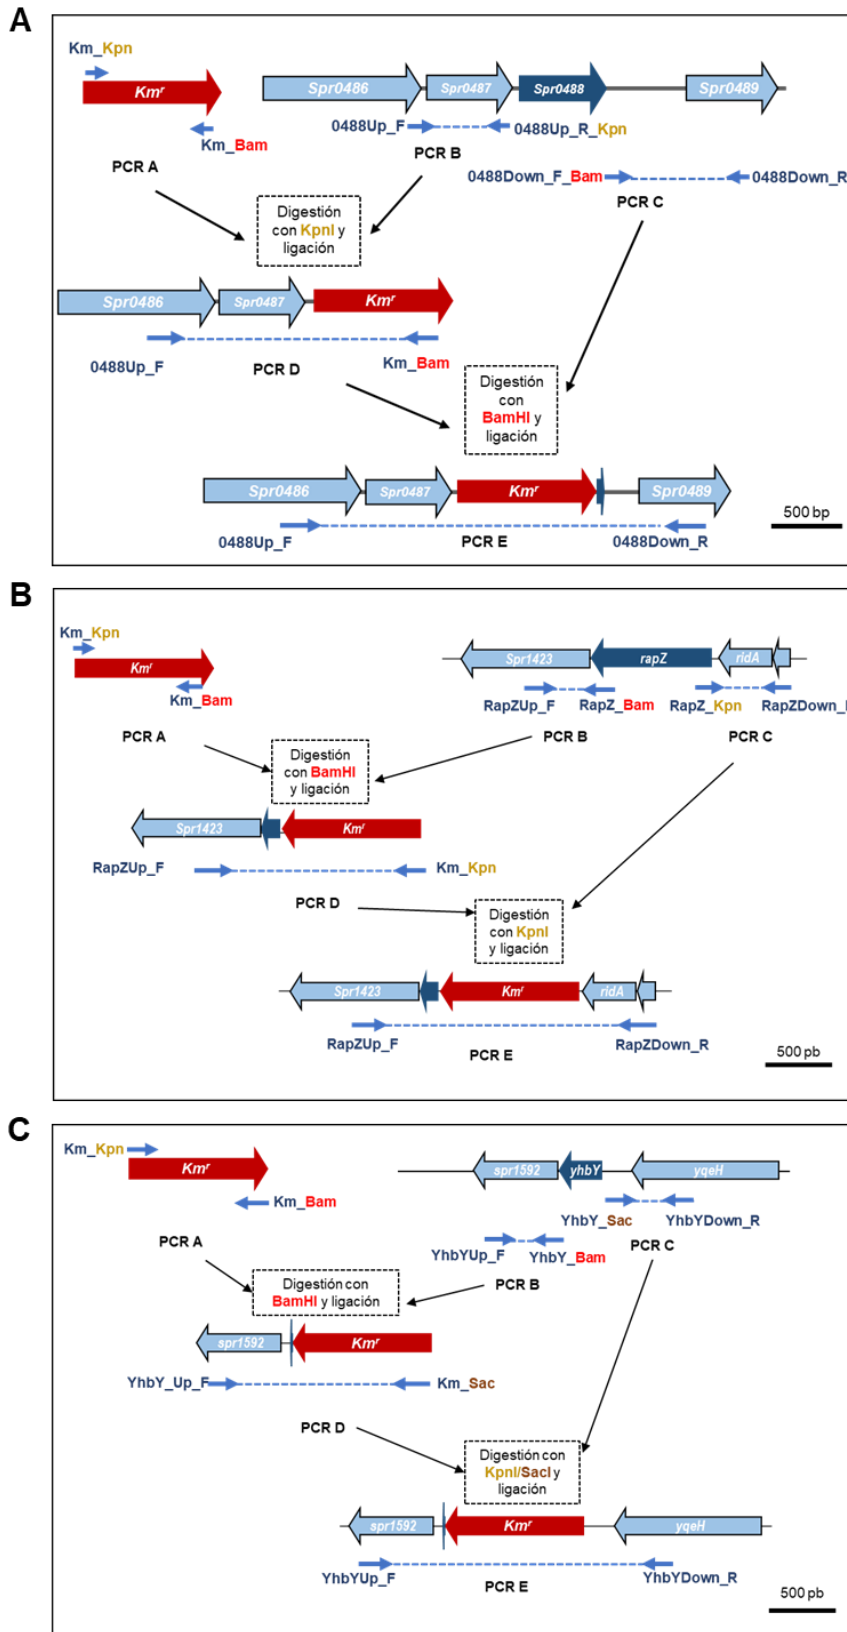 A
Km_Kpn
Kmʳ
Km_Bam
PCR A
Spr0486
Spr0487
Spr0488
Spr0489
0488Up_F
0488Up_R_Kpn
PCR B
0488Down_F_Bam
0488Down_R
PCR C
Digestión
con KpnI y
ligación
Spr0486
Spr0487
Kmʳ
0488Up_F
Km_Bam
PCR D
Digestión
con
BamHI y
ligación
Spr0486
Spr0487
Kmʳ
Spr0489
0488Up_F
0488Down_R
PCR E
500 bp
B
Km_Kpn
Kmʳ
Km_Bam
PCR A
Spr1423
rapZ
ridA
RapZUp_F
RapZ_Bam
RapZ_Kpn
PCR B
PCR C
Digestión
con BamHI
y ligación
Spr1423
Kmʳ
RapZUp_F
Km_Kpn
PCR D
Digestión
con KpnI
y ligación
Spr1423
Kmʳ
ridA
RapZUp_F
RapZDown_R
PCR E
500 pb
C
Km_Kpn
Kmʳ
Km_Bam
PCR A
spr1592
yhbY
yqeH
YhbY_Sac
YhbYDown_R
PCR C
YhbYUp_F
YhbY_Bam
PCR B
Digestión con
BamHI y ligación
spr1592
Kmʳ
YhbY_Up_F
Km_Sac
PCR D
Digestión con
KpnI/SacI y
ligación
spr1592
Kmʳ
yqeH
YhbYUp_F
YhbYDown_R
PCR E
500 pb